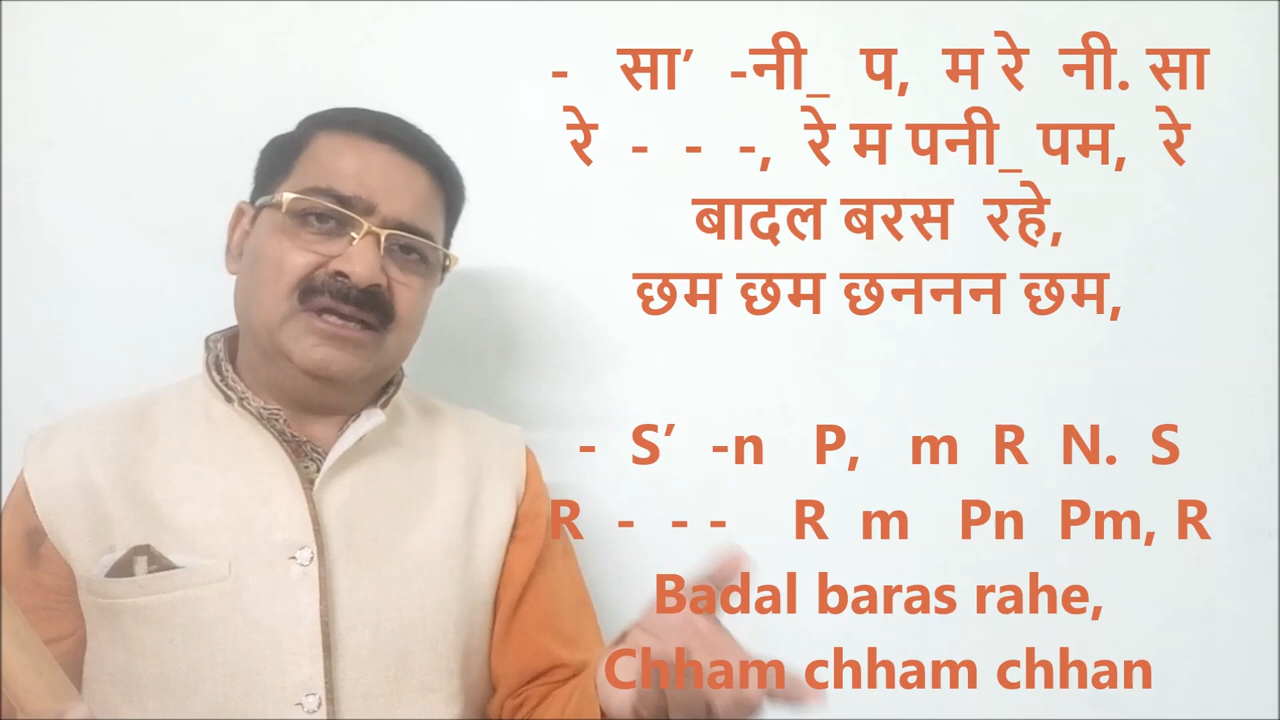 - सा’ -नी_ प, म रे नी. सा
रे - - -, रे म पनी_ पम, रे
बादल बरस रहे,
छम छम छननन छम,
- S’ -n P, m R N. S
R - - - R m Pn Pm, R
Badal baras rahe,
Chham chham chhan